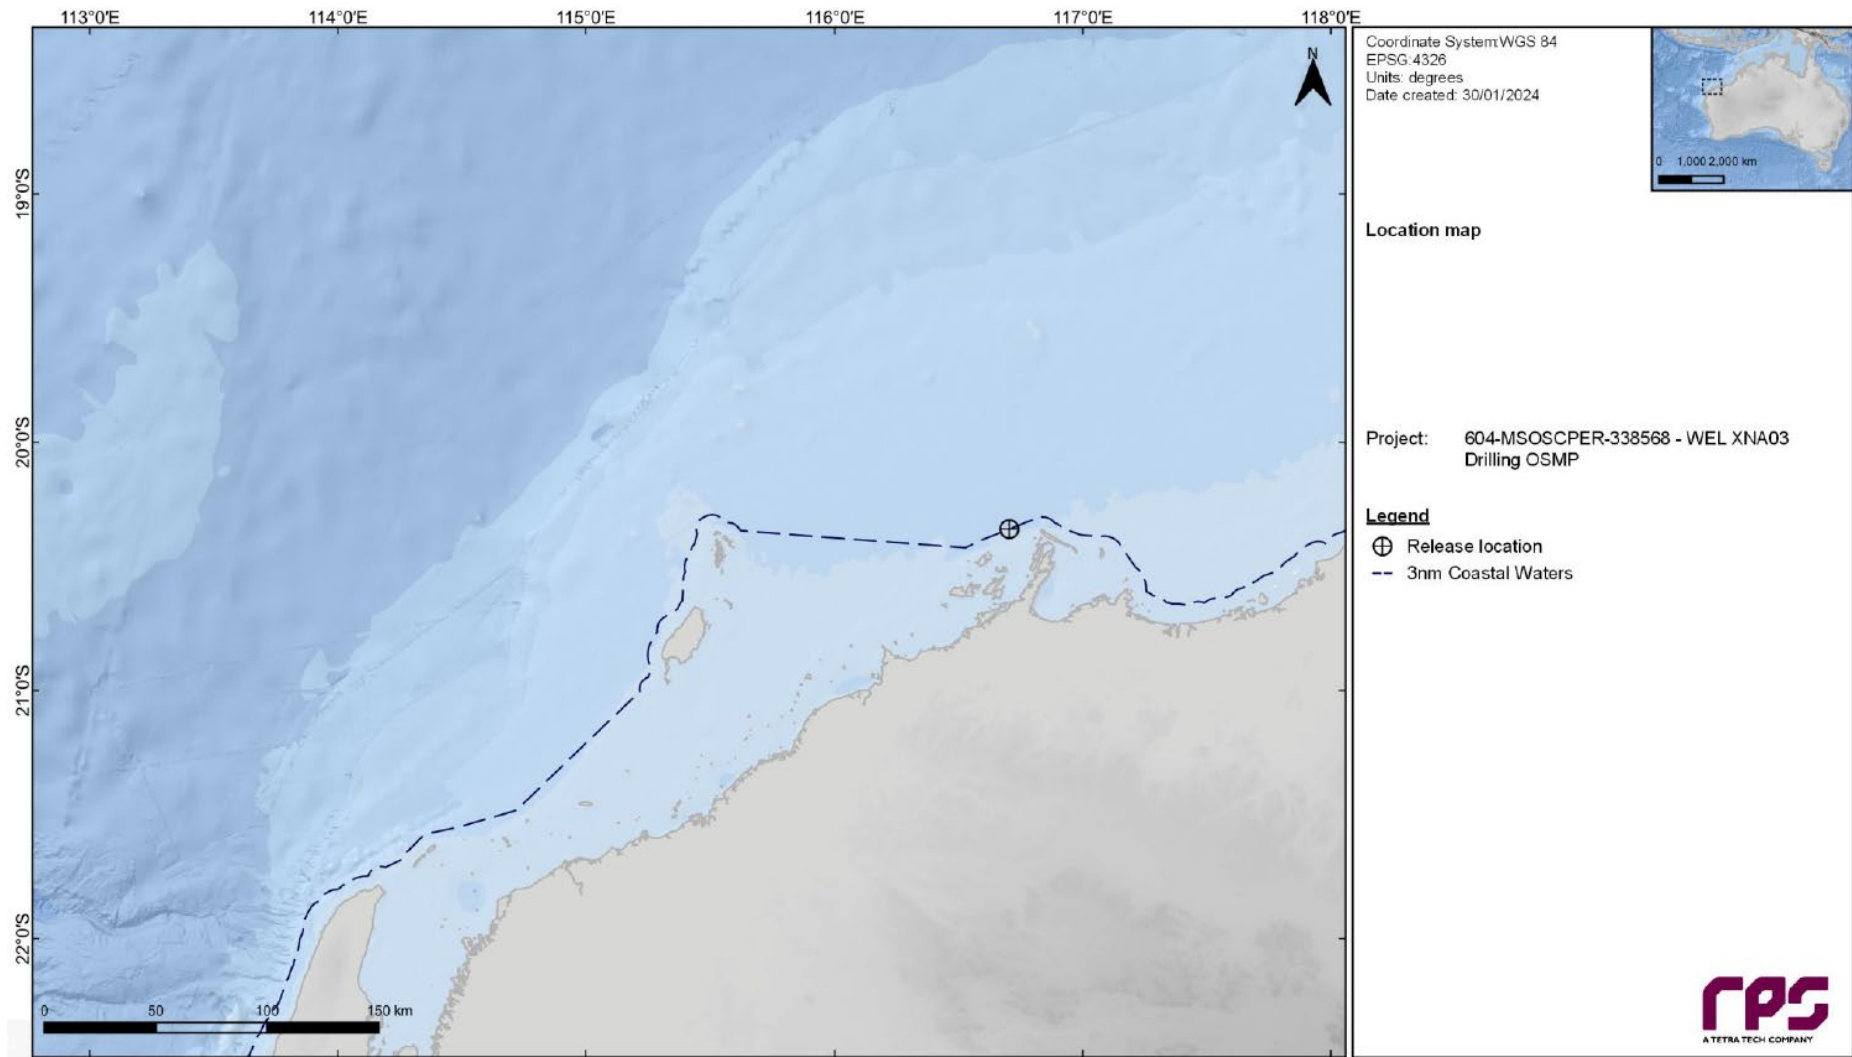 113°0'E 114°0'E 115°0'E 116°0'E 117°0'E 118°0'E
19°0'S
20°0'S
21°0'S
22°0'S
N
0 50 100 150 km
Coordinate System:WGS 84
EPSG:4326
Units: degrees
Date created: 30/01/2024
0 1,000 2,000 km
Location map
Project: 604-MSOSCPER-338568 - WEL XNA03
Drilling OSMP
Legend
Release location
3nm Coastal Waters
rps
A TETRA TECH COMPANY